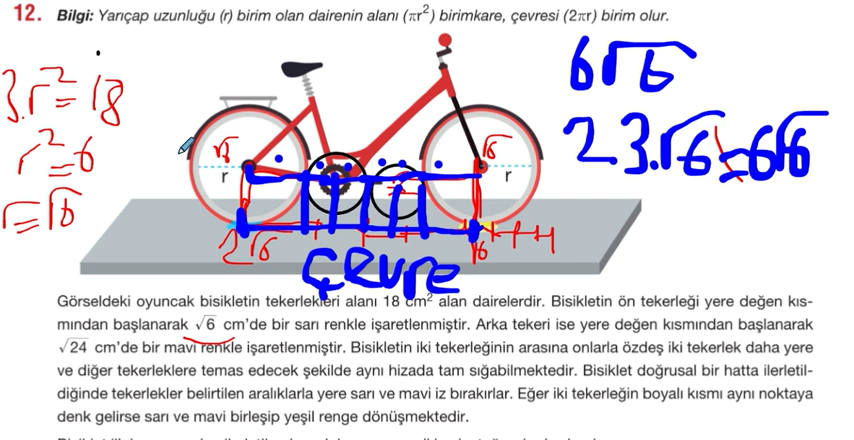 12. Bilgi: Yarıçap uzunluğu (r) birim olan dairenin alanı (πr²) birimkare, çevresi (2πr) birim olur.
3.r² = 18
r² = 6
r = √6
6√6
2 3.√6 = 6√6
√6
√6
r
r
2√6
√6
ÇEVRE
Görseldeki oyuncak bisikletin tekerlekleri alanı 18 cm² alan dairelerdir. Bisikletin ön tekerleği yere değen kıs-
mından başlanarak √6 cm'de bir sarı renkle işaretlenmiştir. Arka tekeri ise yere değen kısmından başlanarak
√24 cm'de bir mavi renkle işaretlenmiştir. Bisikletin iki tekerleğinin arasına onlarla özdeş iki tekerlek daha yere
ve diğer tekerleklere temas edecek şekilde aynı hizada tam sığabilmektedir. Bisiklet doğrusal bir hatta ilerletil-
diğinde tekerlekler belirtilen aralıklarla yere sarı ve mavi iz bırakırlar. Eğer iki tekerleğin boyalı kısmı aynı noktaya
denk gelirse sarı ve mavi birleşip yeşil renge dönüşmektedir.